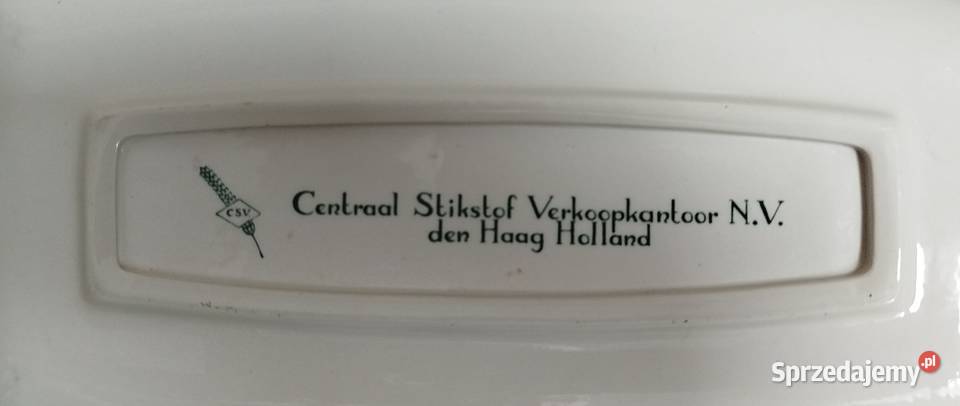 CSV
Centraal Stikstof Verkoopkantoor N.V.
den Haag Holland
Sprzedajemy.pl